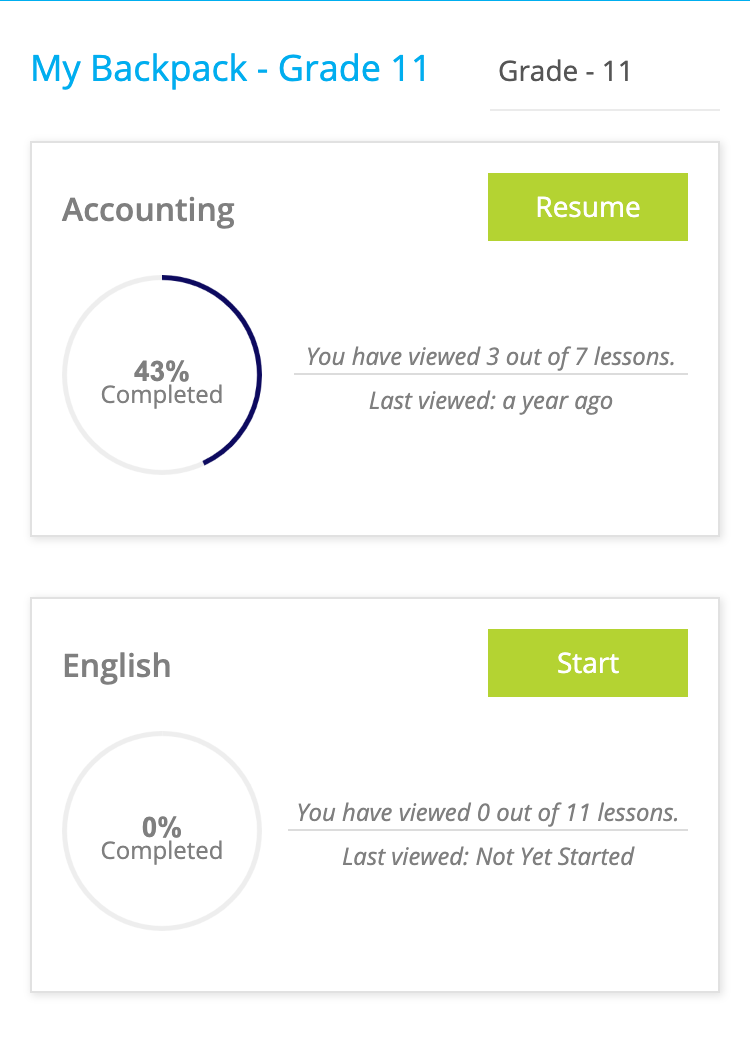 My Backpack - Grade 11
Grade - 11
Accounting
Resume
43%
Completed
You have viewed 3 out of 7 lessons.
Last viewed: a year ago
English
Start
0%
Completed
You have viewed 0 out of 11 lessons.
Last viewed: Not Yet Started